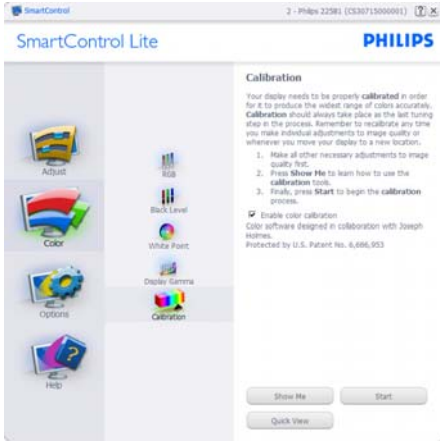 SmartControl
2 - Philips 225B1 (CS30715000001)
SmartControl Lite
PHILIPS
Adjust
Color
Options
Help
RGB
Black Level
White Point
Display Gamma
Calibration
Calibration
Your display needs to be properly calibrated in order
for it to produce the widest range of colors accurately.
Calibration should always take place as the last tuning
step in the process. Remember to recalibrate any time
you make individual adjustments to image quality or
whenever you move your display to a new location.
1. Make all other necessary adjustments to image
quality first.
2. Press Show Me to learn how to use the
calibration tools.
3. Finally, press Start to begin the calibration
process.
Enable color calibration
Color software designed in collaboration with Joseph
Holmes.
Protected by U.S. Patent No. 6,686,953
Show Me
Start
Quick View